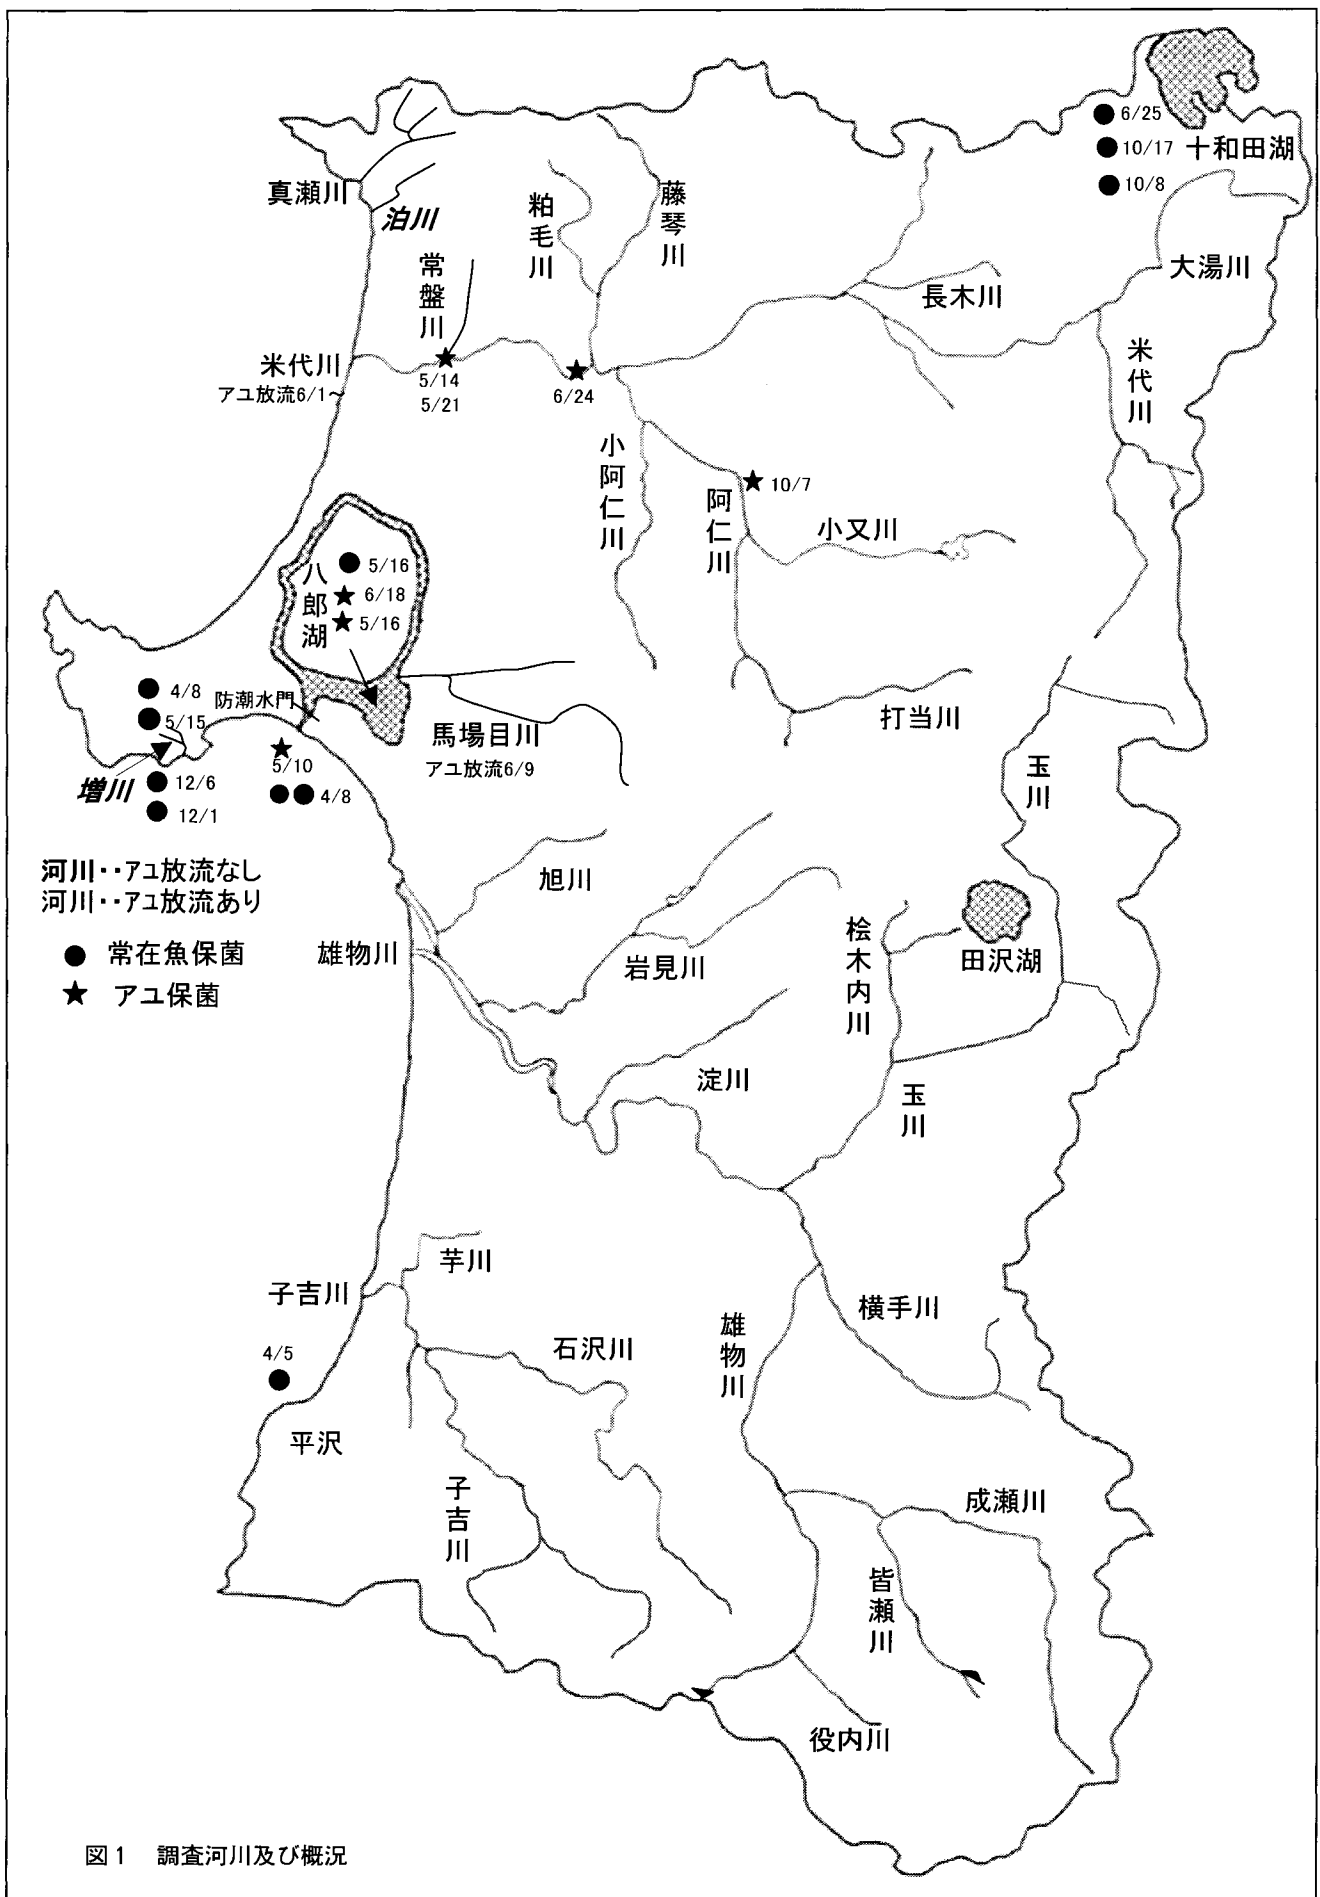 6/25
10/17
十和田湖
10/8
真瀬川
泊川
粕毛川
藤琴川
常盤川
大湯川
長木川
米代川
米代川
アユ放流6/1～
5/14
5/21
6/24
小阿仁川
阿仁川
10/7
小又川
八郎湖
5/16
6/18
5/16
4/8
5/15
防潮水門
馬場目川
アユ放流6/9
打当川
玉川
増川
12/6
12/1
5/10
4/8
河川・・アユ放流なし
河川・・アユ放流あり
常在魚保菌
アユ保菌
旭川
雄物川
岩見川
桧木内川
田沢湖
淀川
玉川
芋川
子吉川
横手川
石沢川
雄物川
4/5
平沢
子吉川
成瀬川
皆瀬川
役内川
図1 調査河川及び概況